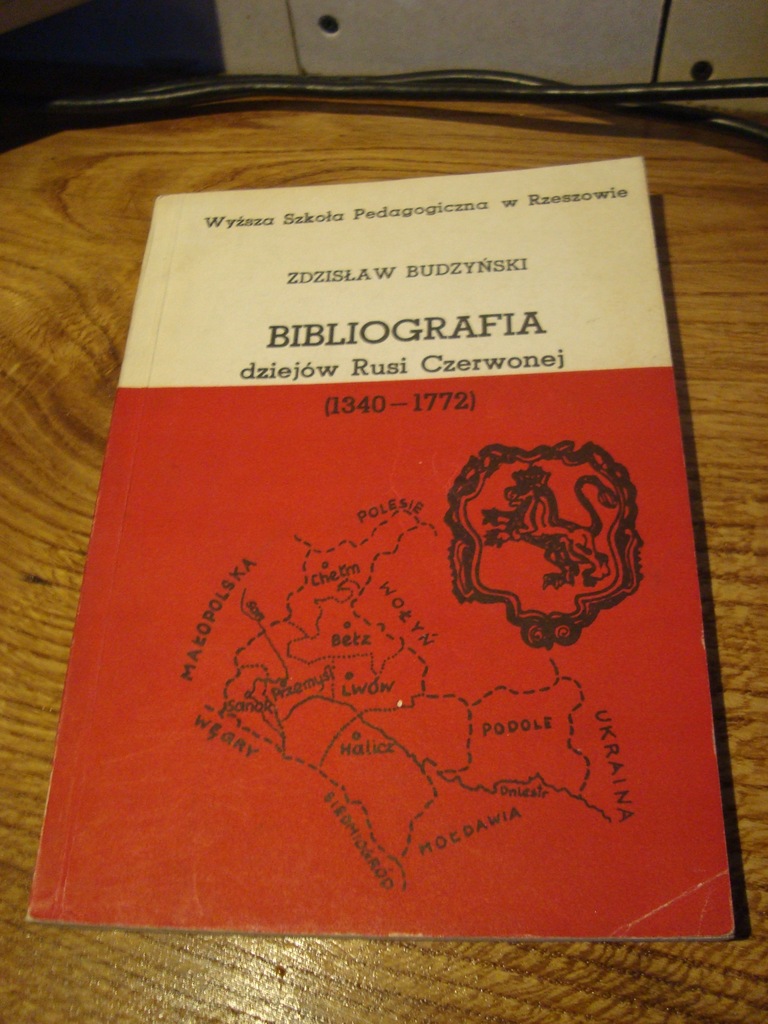 Wyższa Szkoła Pedagogiczna w Rzeszowie
ZDZISŁAW BUDZYŃSKI
BIBLIOGRAFIA
dziejów Rusi Czerwonej
(1340–1772)
POLESIE
Chełm
MAŁOPOLSKA
WOŁYŃ
Bełz
Przemyśl
LWÓW
Sanok
WĘGRY
Halicz
PODOLE
UKRAINA
Dniestr
MOŁDAWIA
SIEDMIOGRÓD